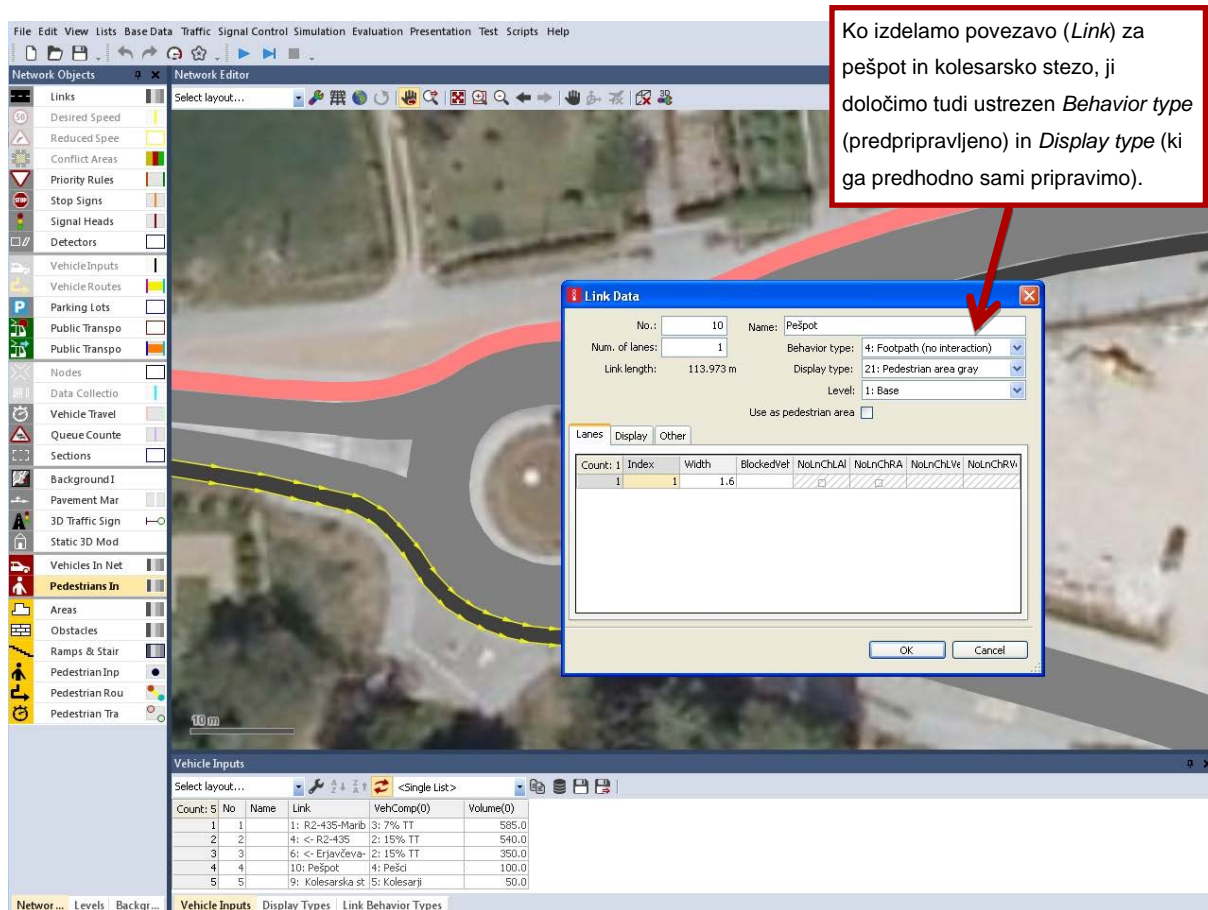 Ko izdelamo povezavo (Link) za
pešpot in kolesarsko stezo, ji
določimo tudi ustrezen Behavior type
(predpripravljeno) in Display type (ki
ga predhodno sami pripravimo).
File Edit View Lists Base Data Traffic Signal Control Simulation Evaluation Presentation Test Scripts Help
Network Objects
Links
50 Desired Speed
Reduced Spee
Conflict Areas
Priority Rules
STOP Stop Signs
Signal Heads
Detectors
Vehicle Inputs
Vehicle Routes
P Parking Lots
Public Transpo
Public Transpo
Nodes
Data Collectio
Vehicle Travel
Queue Counte
Sections
Background I
Pavement Mar
3D Traffic Sign
Static 3D Mod
Vehicles In Net
Pedestrians In
Areas
Obstacles
Ramps & Stair
Pedestrian Inp
Pedestrian Rou
Pedestrian Tra
Networ... Levels Backgr...
Network Editor
Select layout... 3D
10 m
Link Data
No.: 10 Name: Pešpot
Num. of lanes: 1 Behavior type: 4: Footpath (no interaction)
Link length: 113.973 m Display type: 21: Pedestrian area gray
Level: 1: Base
Use as pedestrian area
Lanes Display Other
Count: 1 Index Width BlockedVeh NoLnChLAl NoLnChRA NoLnChLVe NoLnChRV
1 1 1.6
OK Cancel
Vehicle Inputs
Select layout... <Single List>
Count: 5 No Name Link VehComp(0) Volume(0)
1 1 1: R2-435-Marib 3: 7% TT 585.0
2 2 4: <- R2-435 2: 15% TT 540.0
3 3 6: <- Erjavčeva- 2: 15% TT 350.0
4 4 10: Pešpot 4: Pešci 100.0
5 5 9: Kolesarska st 5: Kolesarji 50.0
Vehicle Inputs Display Types Link Behavior Types